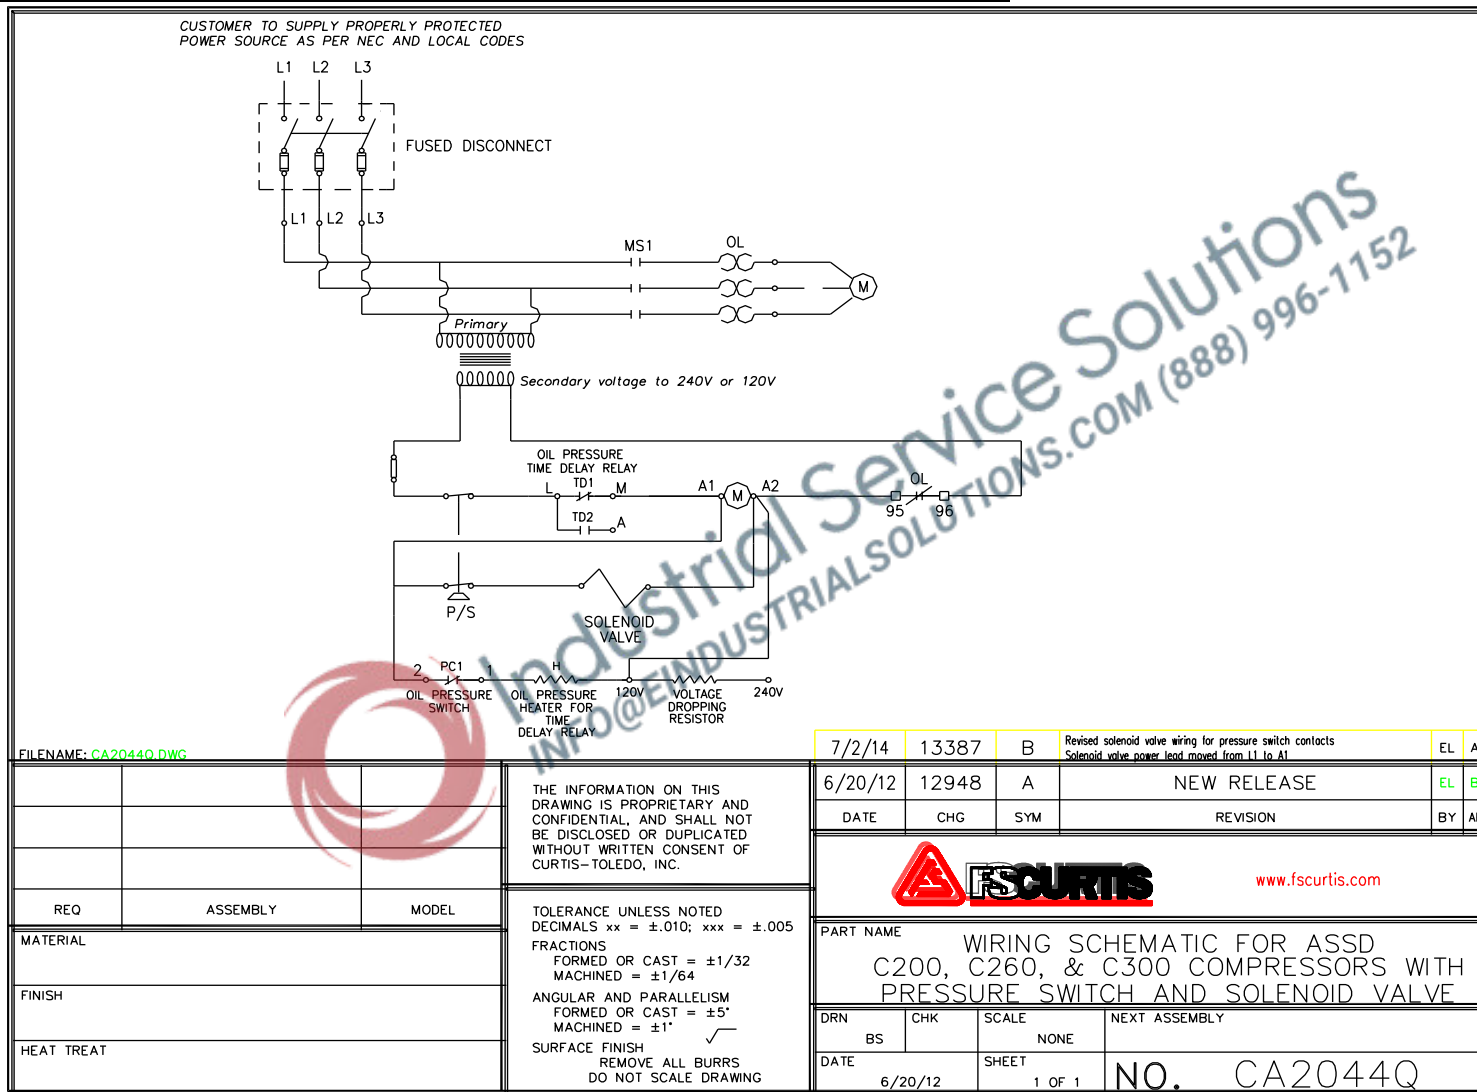 CUSTOMER TO SUPPLY PROPERLY PROTECTED
POWER SOURCE AS PER NEC AND LOCAL CODES
L1 L2 L3
FUSED DISCONNECT
L1 L2 L3
MS1 OL
M
Primary
Secondary voltage to 240V or 120V
OIL PRESSURE
TIME DELAY RELAY
L TD1 M A1 M A2 OL
95 96
TD2 A
P/S
SOLENOID
VALVE
2 PC1 1 H
120V 240V
OIL PRESSURE
SWITCH
OIL PRESSURE
HEATER FOR
TIME
DELAY RELAY
VOLTAGE
DROPPING
RESISTOR
Industrial Service Solutions
INFO@EINDUSTRIALSOLUTIONS.COM (888) 996-1152
FILENAME: CA2044Q.DWG
7/2/14 13387 B Revised solenoid valve wiring for pressure switch contacts
Solenoid valve power lead moved from L1 to A1
EL A
6/20/12 12948 A NEW RELEASE EL
DATE CHG SYM REVISION BY
THE INFORMATION ON THIS
DRAWING IS PROPRIETARY AND
CONFIDENTIAL, AND SHALL NOT
BE DISCLOSED OR DUPLICATED
WITHOUT WRITTEN CONSENT OF
CURTIS-TOLEDO, INC.
REQ ASSEMBLY MODEL
MATERIAL
FINISH
HEAT TREAT
TOLERANCE UNLESS NOTED
DECIMALS xx = ±.010; xxx = ±.005
FRACTIONS
FORMED OR CAST = ±1/32
MACHINED = ±1/64
ANGULAR AND PARALLELISM
FORMED OR CAST = ±5°
MACHINED = ±1°
SURFACE FINISH
REMOVE ALL BURRS
DO NOT SCALE DRAWING
FSCURTIS
www.fscurtis.com
PART NAME
WIRING SCHEMATIC FOR ASSD
C200, C260, & C300 COMPRESSORS WITH
PRESSURE SWITCH AND SOLENOID VALVE
DRN CHK SCALE NEXT ASSEMBLY
BS NONE
DATE SHEET
6/20/12 1 OF 1
NO. CA2044Q